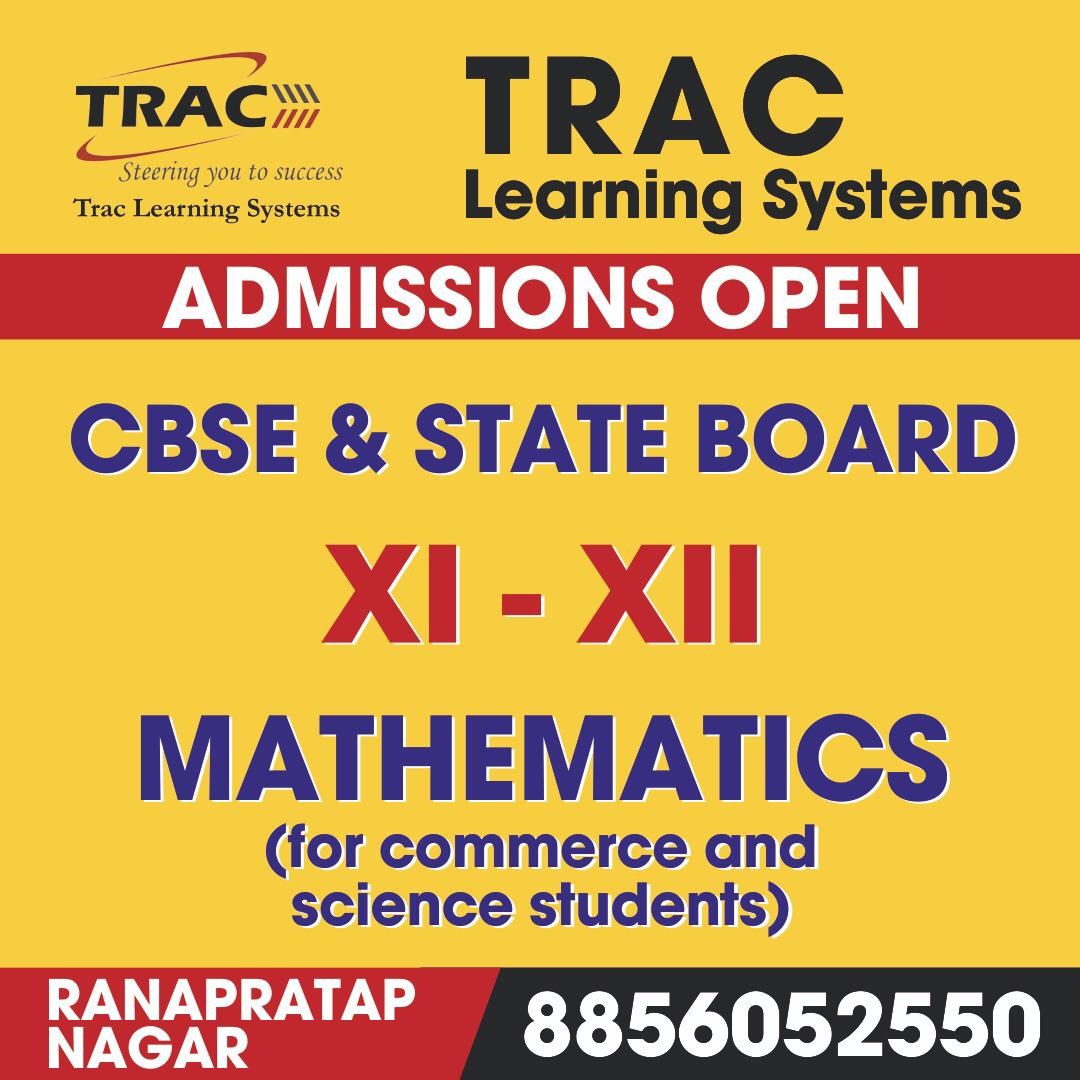 TRAC
Steering you to success
Trac Learning Systems
TRAC
Learning Systems
ADMISSIONS OPEN
CBSE & STATE BOARD
XI - XII
MATHEMATICS
(for commerce and
science students)
RANAPRATAP
NAGAR
8856052550